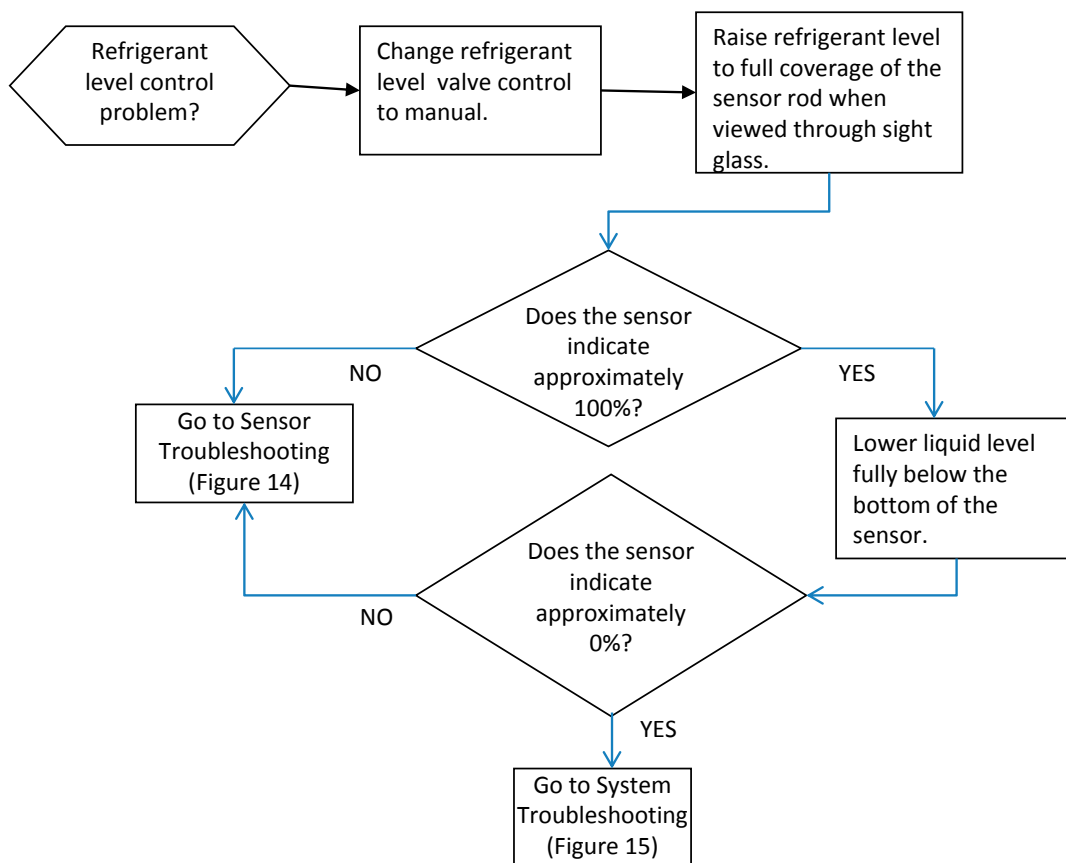 Refrigerant
level control
problem?
Change refrigerant
level valve control
to manual.
Raise refrigerant level
to full coverage of the
sensor rod when
viewed through sight
glass.
Does the sensor
indicate
approximately
100%?
NO
YES
Go to Sensor
Troubleshooting
(Figure 14)
Lower liquid level
fully below the
bottom of the
sensor.
Does the sensor
indicate
approximately
0%?
NO
YES
Go to System
Troubleshooting
(Figure 15)